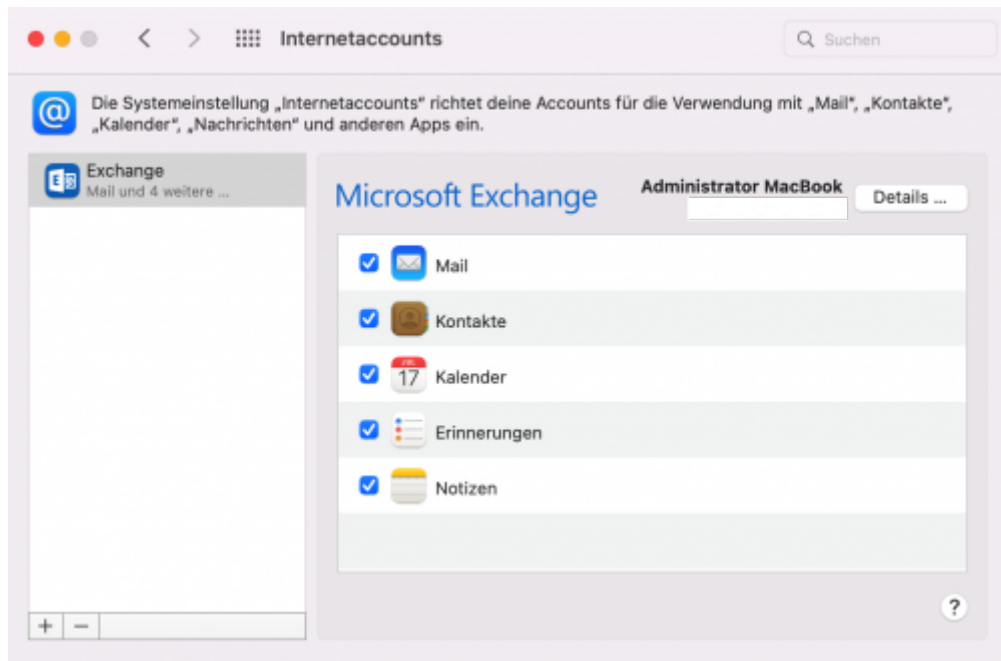 Internetaccounts
Suchen
Die Systemeinstellung „Internetaccounts“ richtet deine Accounts für die Verwendung mit „Mail“, „Kontakte“,
„Kalender“, „Nachrichten“ und anderen Apps ein.
Exchange
Mail und 4 weitere ...
Microsoft Exchange
Administrator MacBook
Details ...
Mail
Kontakte
JUL
17
Kalender
Erinnerungen
Notizen
+ −
?